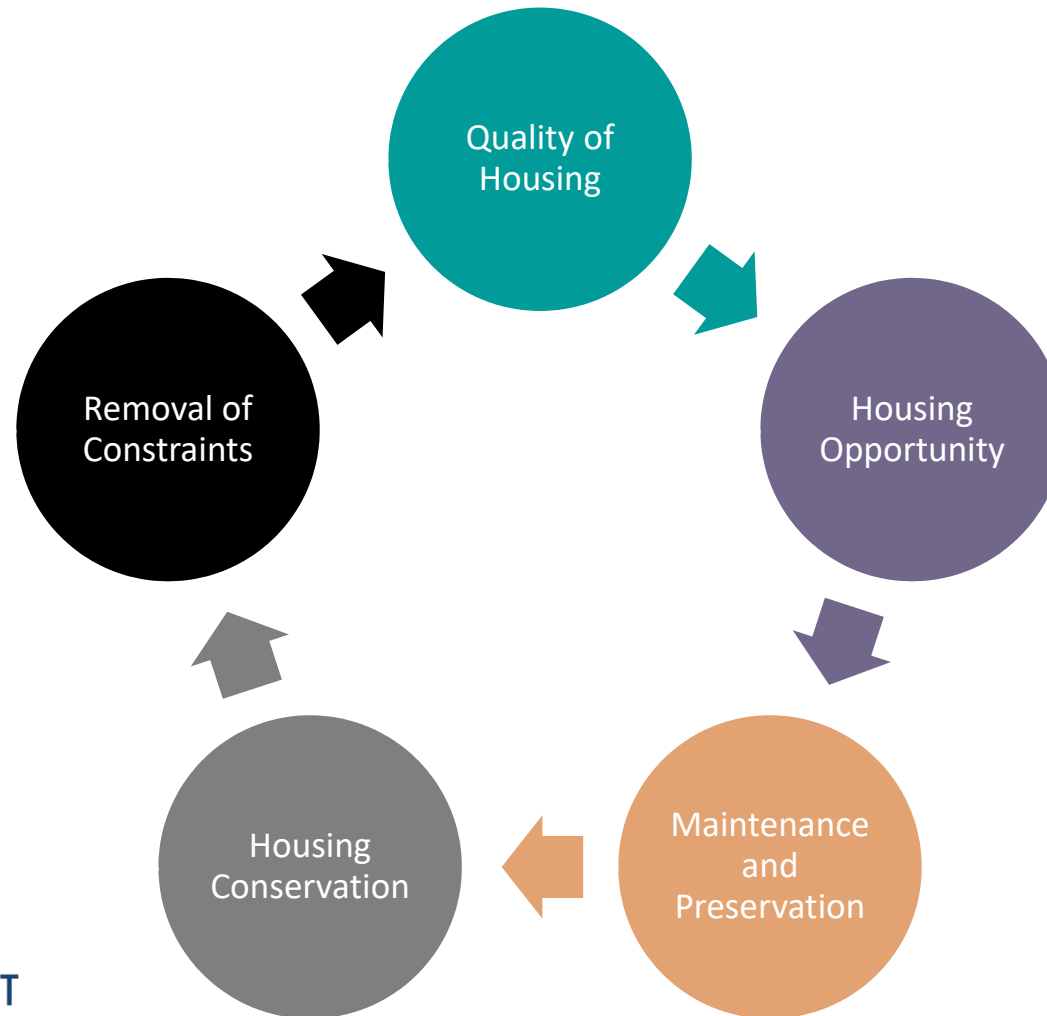 Quality of
Housing
Housing
Opportunity
Maintenance
and
Preservation
Housing
Conservation
Removal of
Constraints
T